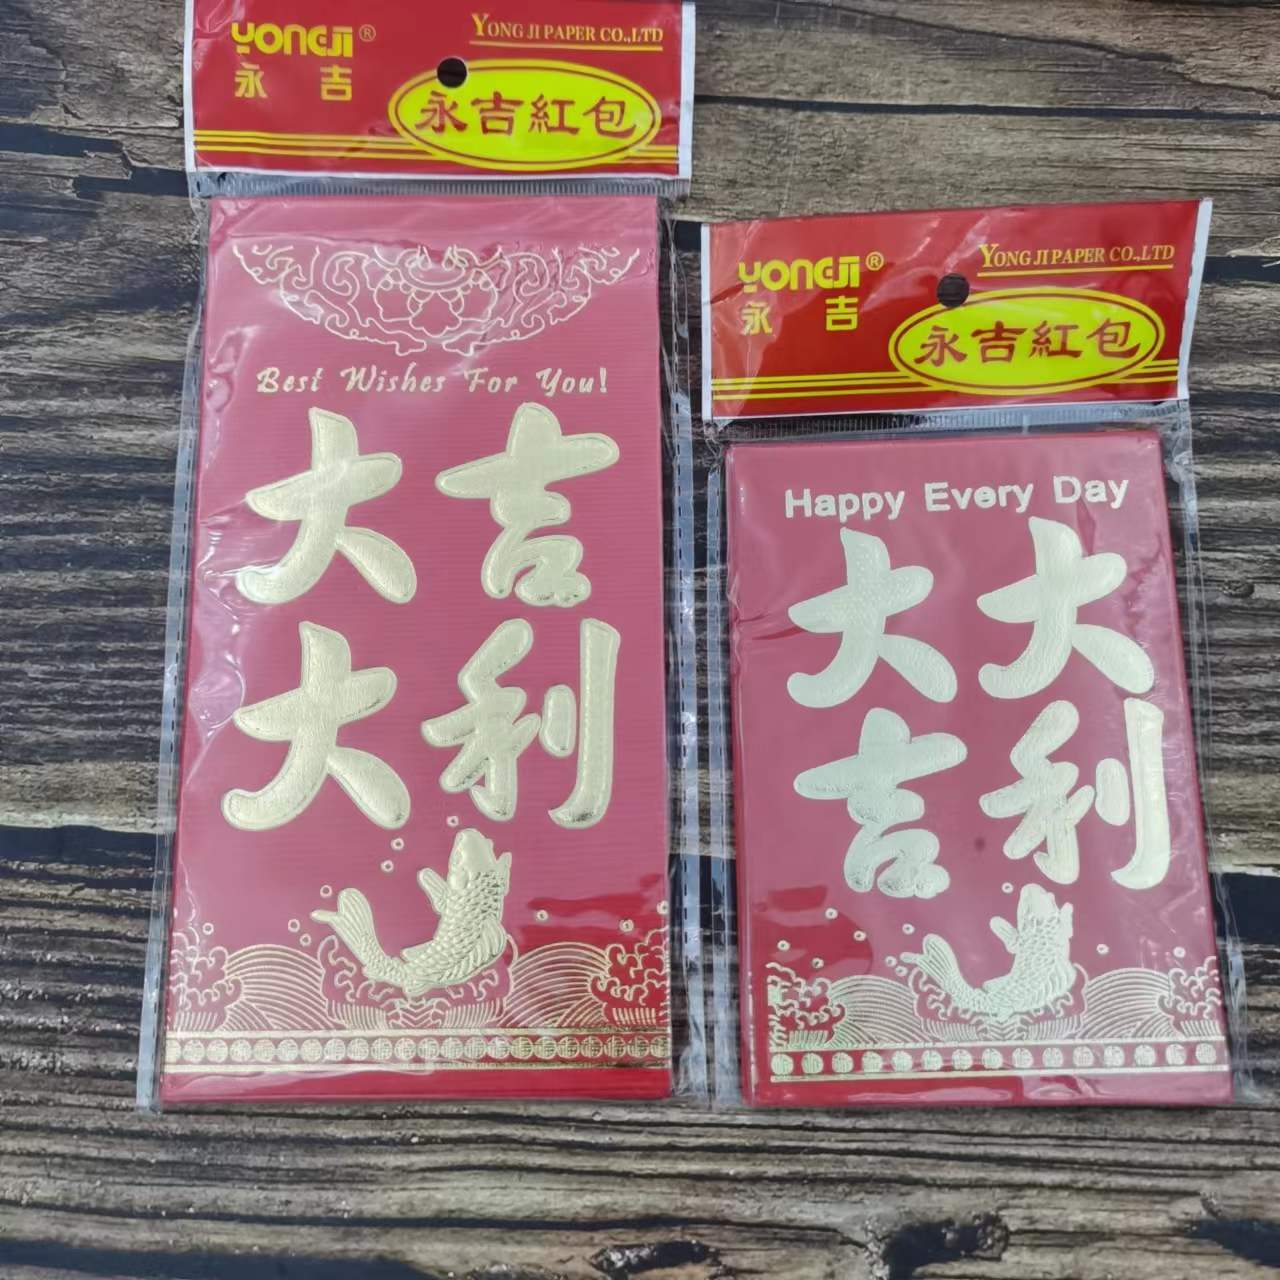 YONGJI®
永吉
YONG JI PAPER CO.,LTD
永吉紅包
Best Wishes For You!
大吉
大利
YONGJI®
永吉
YONG JI PAPER CO.,LTD
永吉紅包
Happy Every Day
大大
吉利